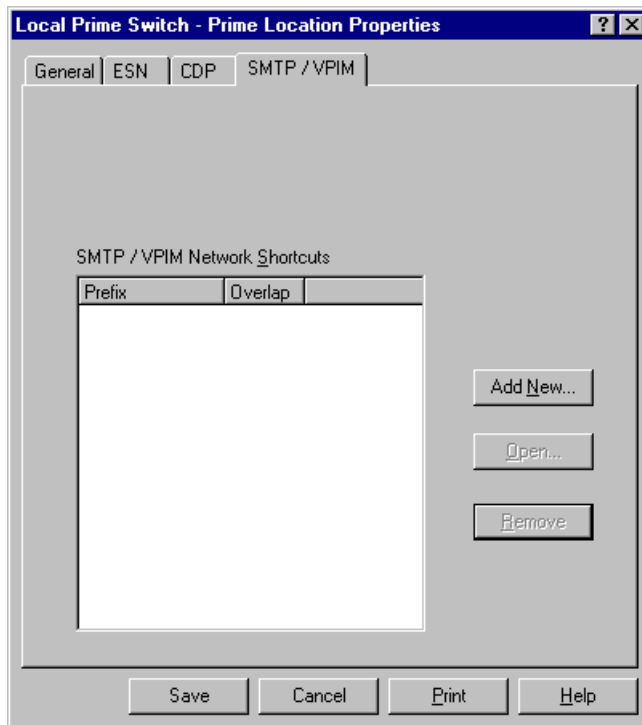 Local Prime Switch - Prime Location Properties
General ESN CDP SMTP / VPIM
SMTP / VPIM Network Shortcuts
Prefix Overlap
Add New...
Open...
Remove
Save Cancel Print Help